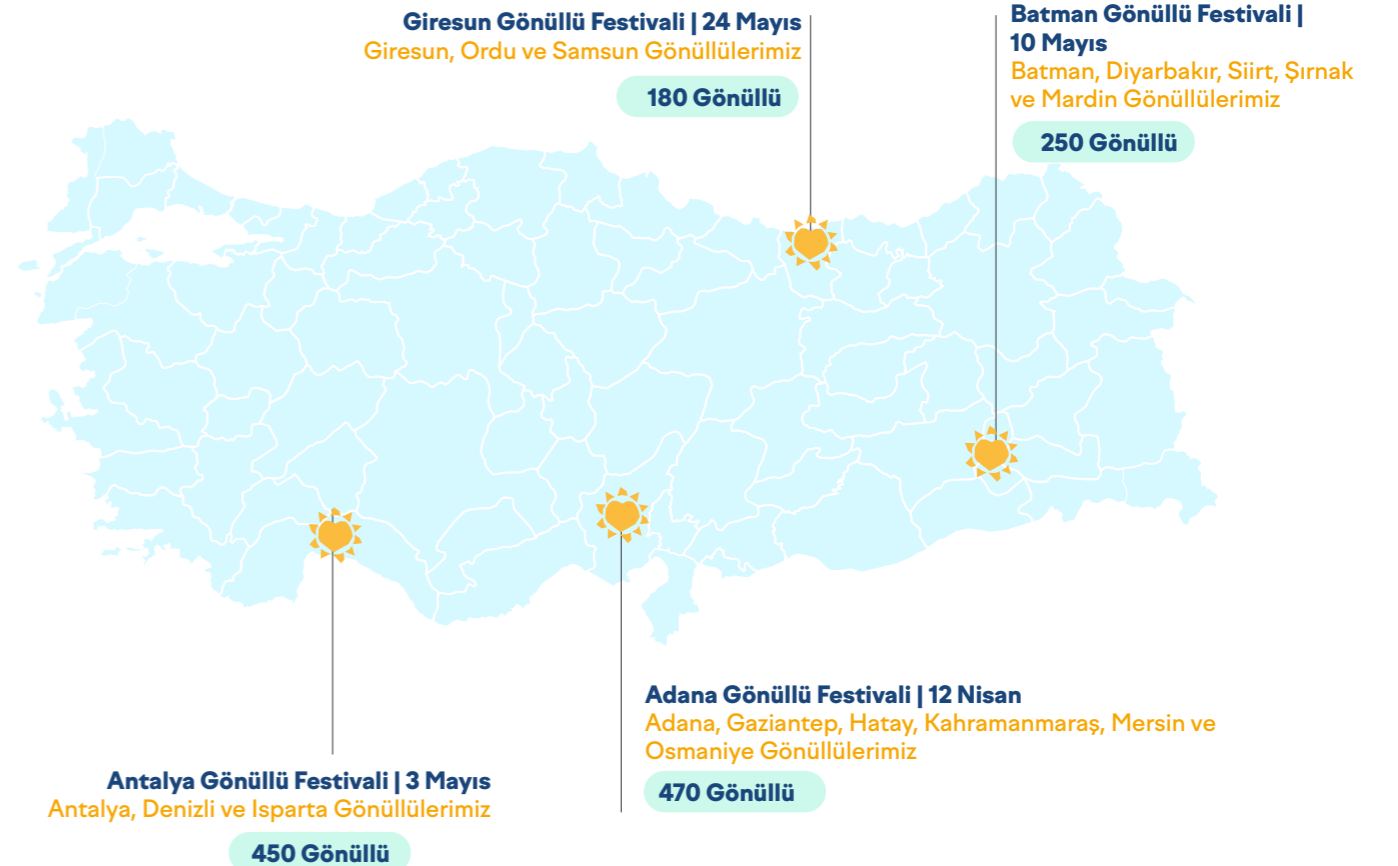 Giresun Gönüllü Festivali | 24 Mayıs
Giresun, Ordu ve Samsun Gönüllülerimiz
180 Gönüllü
Batman Gönüllü Festivali |
10 Mayıs
Batman, Diyarbakır, Siirt, Şırnak
ve Mardin Gönüllülerimiz
250 Gönüllü
Adana Gönüllü Festivali | 12 Nisan
Adana, Gaziantep, Hatay, Kahramanmaraş, Mersin ve
Osmaniye Gönüllülerimiz
470 Gönüllü
Antalya Gönüllü Festivali | 3 Mayıs
Antalya, Denizli ve Isparta Gönüllülerimiz
450 Gönüllü